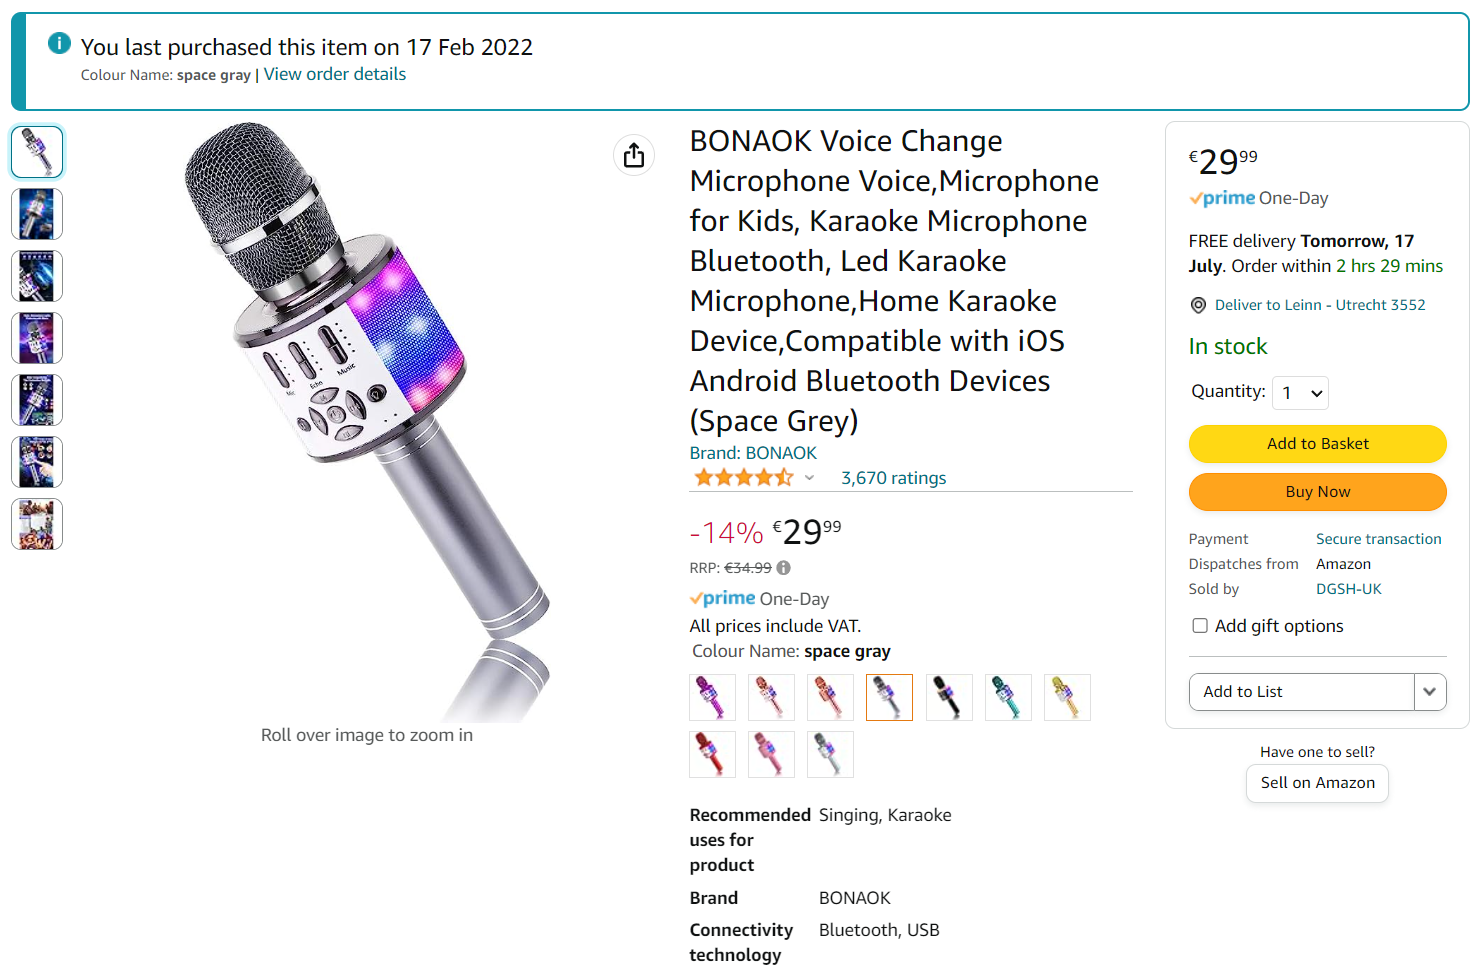 You last purchased this item on 17 Feb 2022
Colour Name: space gray | View order details
BONAOK Voice Change
Microphone Voice,Microphone
for Kids, Karaoke Microphone
Bluetooth, Led Karaoke
Microphone,Home Karaoke
Device,Compatible with iOS
Android Bluetooth Devices
(Space Grey)
Brand: BONAOK
3,670 ratings
-14% €29⁹⁹
RRP: €34.99
prime One-Day
All prices include VAT.
Colour Name: space gray
Recommended uses for product Singing, Karaoke
Brand BONAOK
Connectivity technology Bluetooth, USB
Mic
Echo
Music
Roll over image to zoom in
€29⁹⁹
prime One-Day
FREE delivery Tomorrow, 17
July. Order within 2 hrs 29 mins
Deliver to Leinn - Utrecht 3552
In stock
Quantity: 1
Add to Basket
Buy Now
Payment Secure transaction
Dispatches from Amazon
Sold by DGSH-UK
Add gift options
Add to List
Have one to sell?
Sell on Amazon